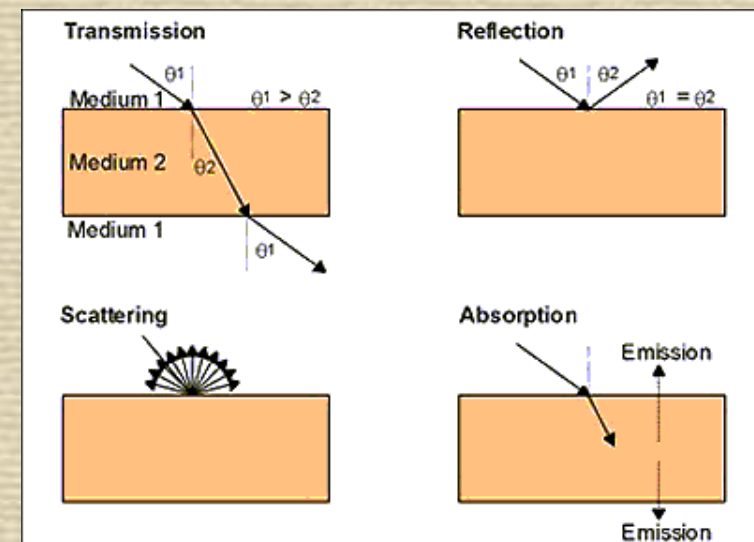 Transmission
θ1
Medium 1
θ1 > θ2
Medium 2
θ2
Medium 1
θ1
Reflection
θ1 θ2
θ1 = θ2
Scattering
Absorption
Emission
Emission